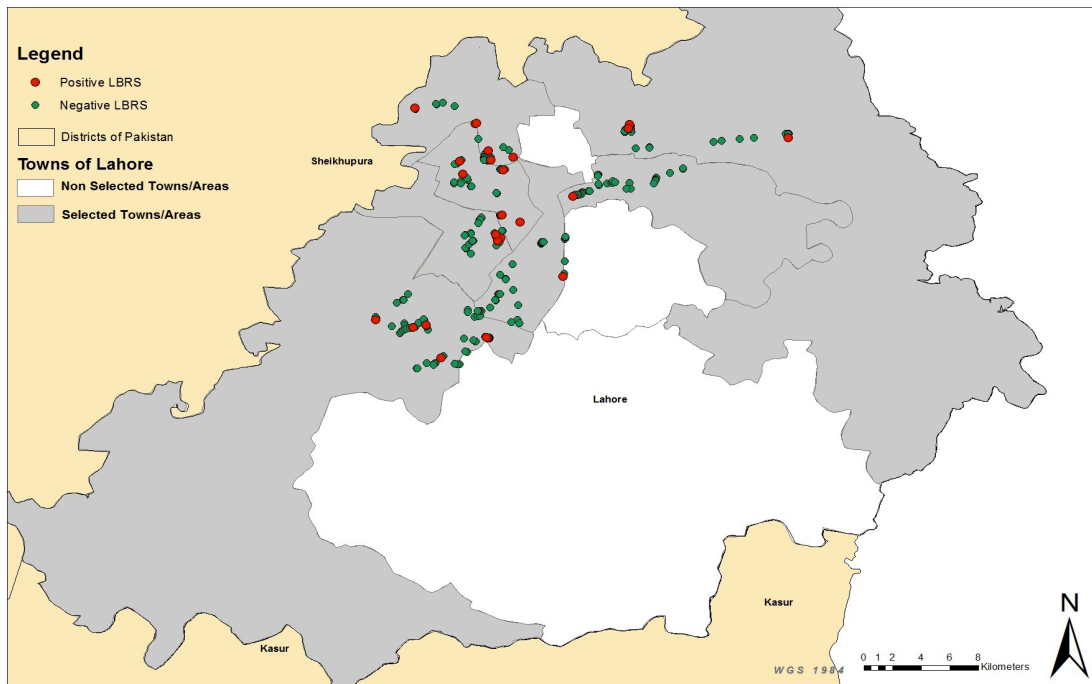 Legend
Positive LBRS
Negative LBRS
Districts of Pakistan
Towns of Lahore
Non Selected Towns/Areas
Selected Towns/Areas
Sheikhupura
Lahore
Kasur
Kasur
N
WGS 1984
0 1 2 4 6 8
Kilometers